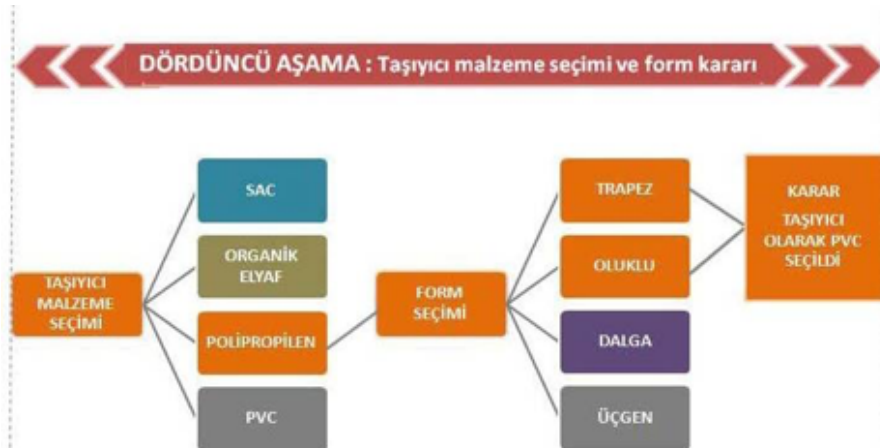 DÖRDÜNCÜ AŞAMA : Taşıyıcı malzeme seçimi ve form kararı
TAŞIYICI
MALZEME
SEÇİMİ
SAC
ORGANİK
ELYAF
POLİPROPİLEN
PVC
FORM
SEÇİMİ
TRAPEZ
OLUKLU
DALGA
ÜÇGEN
KARAR
TAŞIYICI
OLARAK PVC
SEÇİLDİ